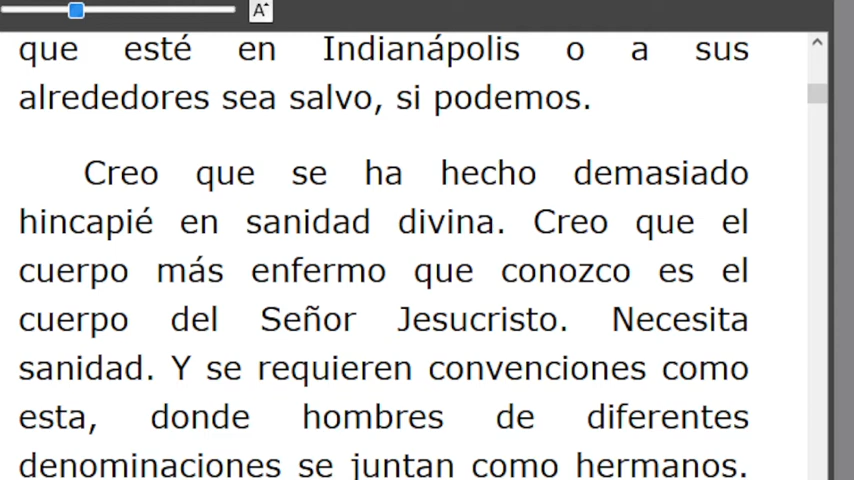 A
que esté en Indianápolis o a sus
alrededores sea salvo, si podemos.
Creo que se ha hecho demasiado
hincapié en sanidad divina. Creo que el
cuerpo más enfermo que conozco es el
cuerpo del Señor Jesucristo. Necesita
sanidad. Y se requieren convenciones como
esta, donde hombres de diferentes
denominaciones se juntan como hermanos.